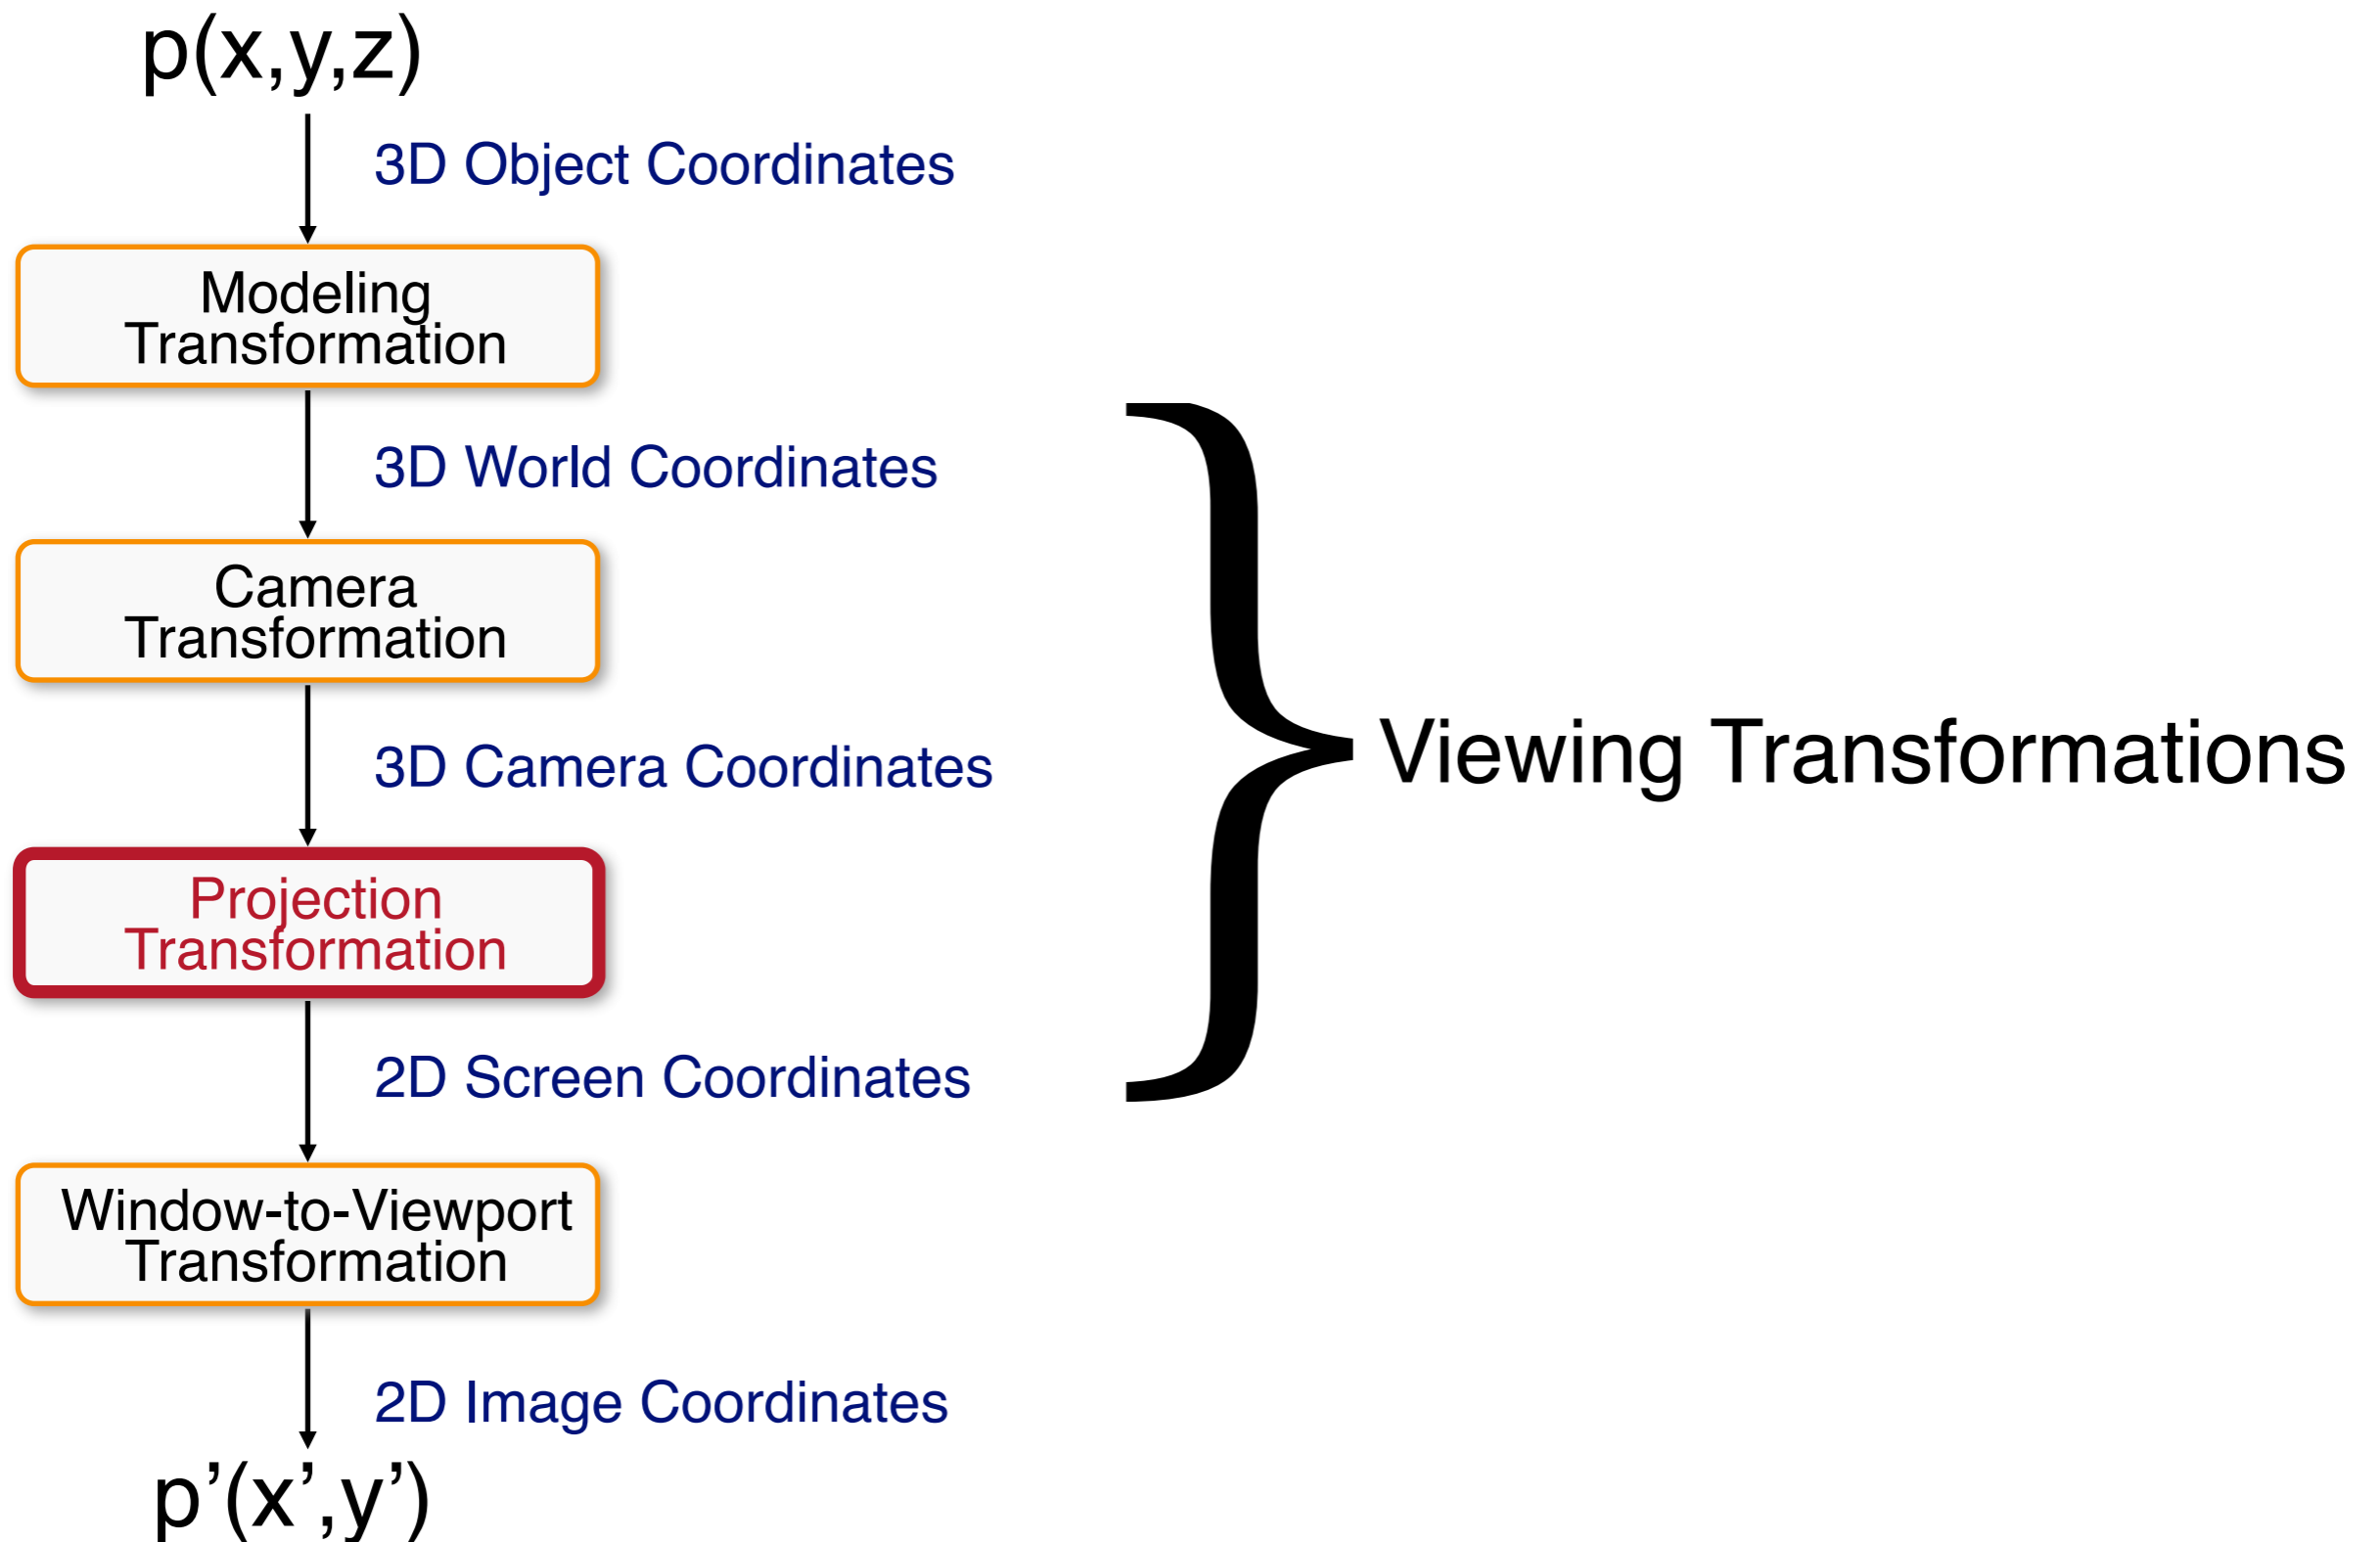 p(x,y,z)
3D Object Coordinates
Modeling
Transformation
3D World Coordinates
Camera
Transformation
3D Camera Coordinates
Viewing Transformations
Projection
Transformation
2D Screen Coordinates
Window-to-Viewport
Transformation
2D Image Coordinates
p’(x’,y’)